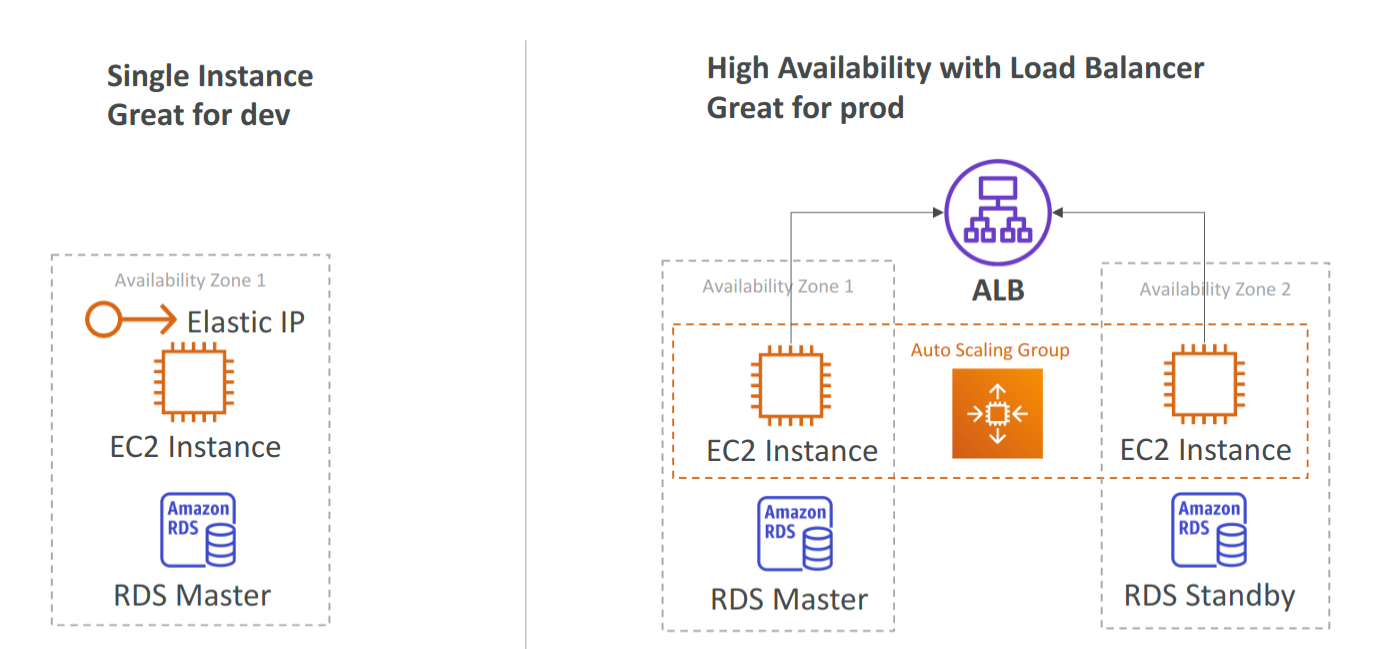 Single Instance
Great for dev
Availability Zone 1
Elastic IP
EC2 Instance
Amazon
RDS
RDS Master
High Availability with Load Balancer
Great for prod
ALB
Availability Zone 1
Availability Zone 2
Auto Scaling Group
EC2 Instance
EC2 Instance
Amazon
RDS
RDS Master
Amazon
RDS
RDS Standby